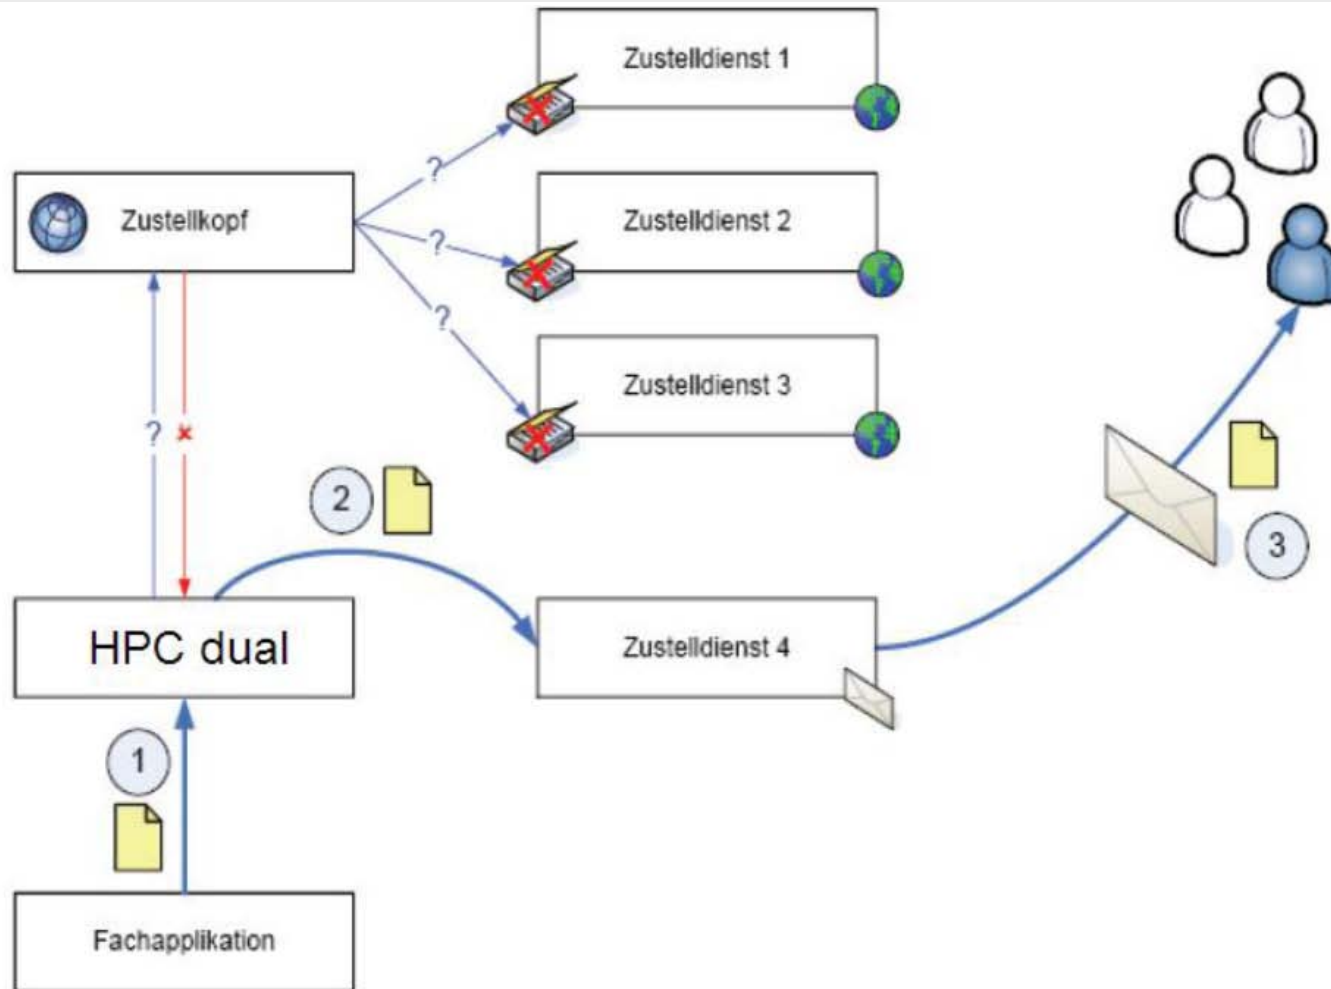 Zustelldienst 1
?
Zustellkopf
?
Zustelldienst 2
?
Zustelldienst 3
? x
2
3
HPC dual
Zustelldienst 4
1
Fachapplikation